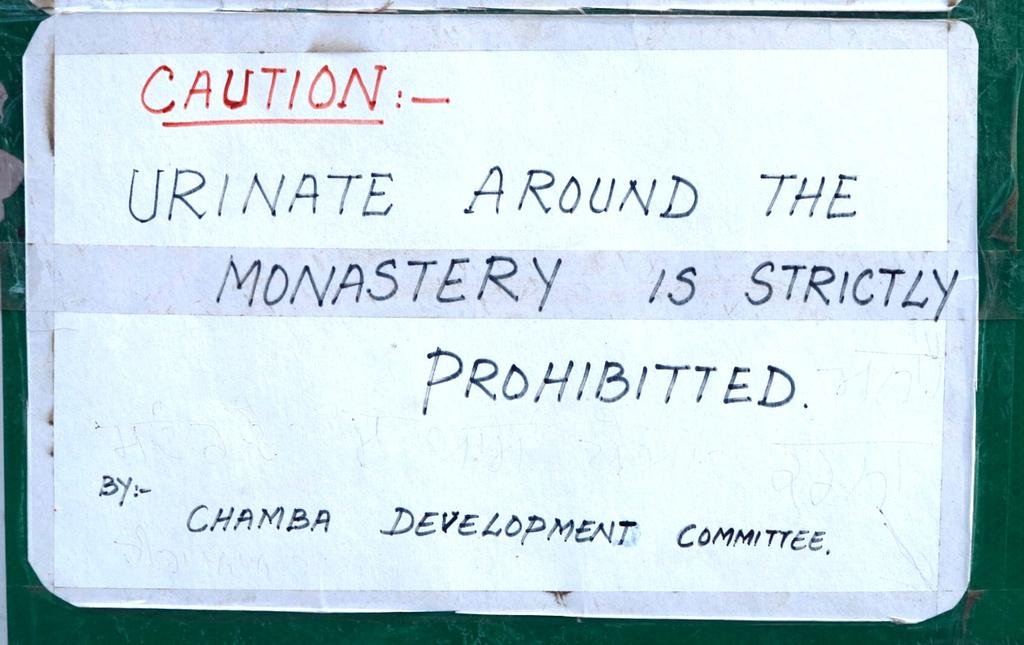 CAUTION:-
URINATE AROUND THE
MONASTERY IS STRICTLY
PROHIBITTED.
BY:-
CHAMBA DEVELOPMENT COMMITTEE.